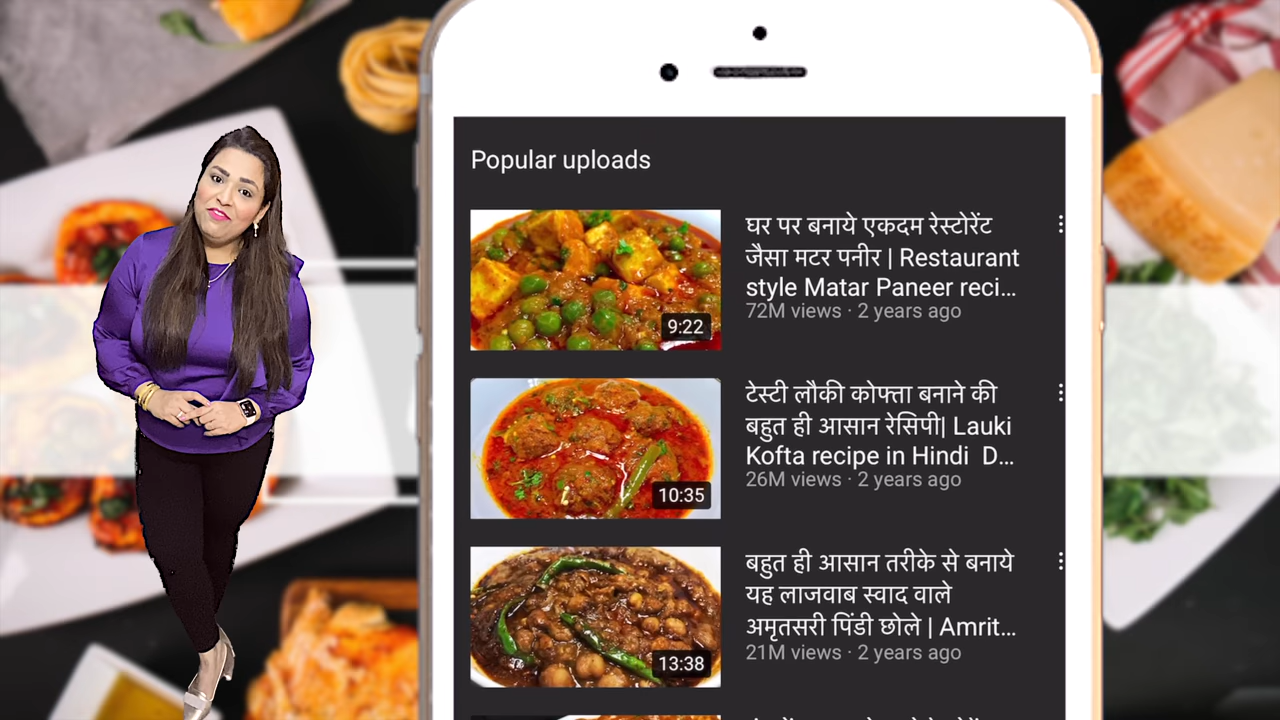 Popular uploads
घर पर बनाये एकदम रेस्टोरेंट
जैसा मटर पनीर | Restaurant
style Matar Paneer reci...
72M views · 2 years ago
9:22
टेस्टी लौकी कोफ्ता बनाने की
बहुत ही आसान रेसिपी| Lauki
Kofta recipe in Hindi D...
26M views · 2 years ago
10:35
बहुत ही आसान तरीके से बनाये
यह लाजवाब स्वाद वाले
अमृतसरी पिंडी छोले | Amrit...
21M views · 2 years ago
13:38